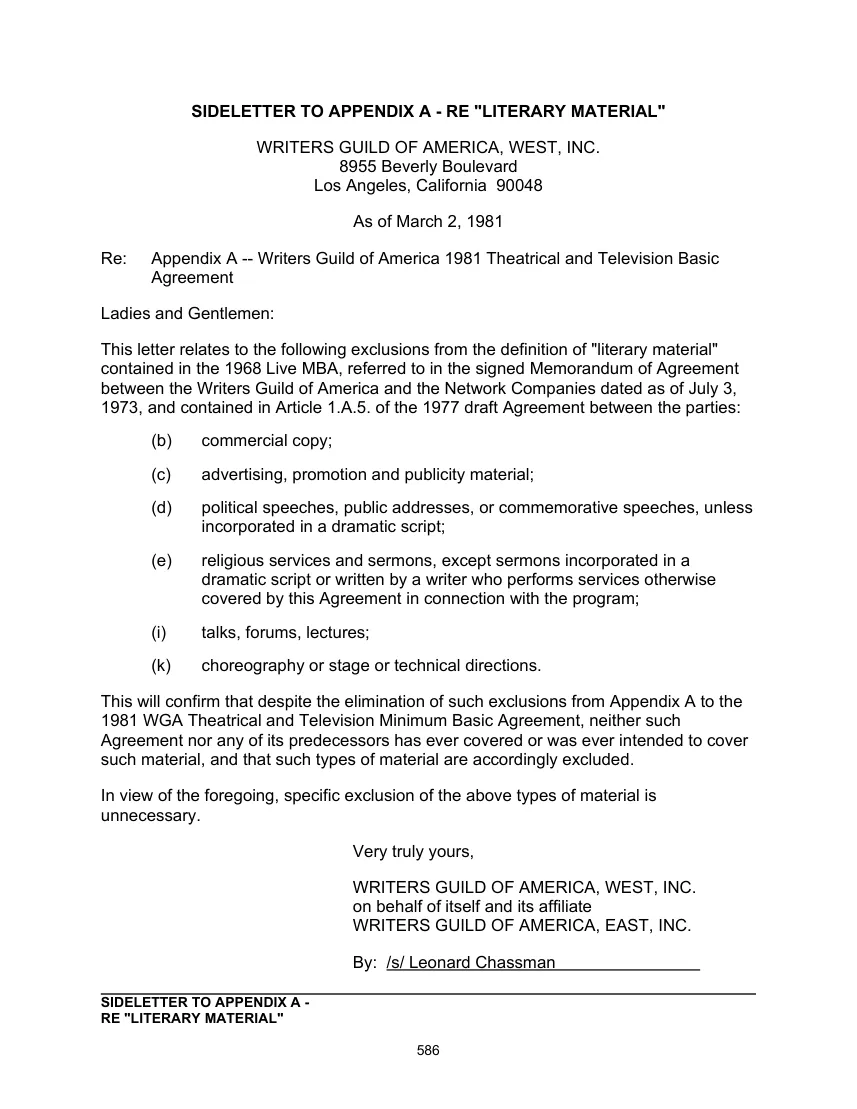 SIDELETTER TO APPENDIX A - RE "LITERARY MATERIAL"
WRITERS GUILD OF AMERICA, WEST, INC.
8955 Beverly Boulevard
Los Angeles, California  90048
As of March 2, 1981
Re: Appendix A -- Writers Guild of America 1981 Theatrical and Television Basic
Agreement
Ladies and Gentlemen:
This letter relates to the following exclusions from the definition of "literary material"
contained in the 1968 Live MBA, referred to in the signed Memorandum of Agreement
between the Writers Guild of America and the Network Companies dated as of July 3,
1973, and contained in Article 1.A.5. of the 1977 draft Agreement between the parties:
(b) commercial copy;
(c) advertising, promotion and publicity material;
(d) political speeches, public addresses, or commemorative speeches, unless
incorporated in a dramatic script;
(e) religious services and sermons, except sermons incorporated in a
dramatic script or written by a writer who performs services otherwise
covered by this Agreement in connection with the program;
(i) talks, forums, lectures;
(k) choreography or stage or technical directions.
This will confirm that despite the elimination of such exclusions from Appendix A to the
1981 WGA Theatrical and Television Minimum Basic Agreement, neither such
Agreement nor any of its predecessors has ever covered or was ever intended to cover
such material, and that such types of material are accordingly excluded.
In view of the foregoing, specific exclusion of the above types of material is
unnecessary.
Very truly yours,
WRITERS GUILD OF AMERICA, WEST, INC.
on behalf of itself and its affiliate
WRITERS GUILD OF AMERICA, EAST, INC.
By: /s/ Leonard Chassman
SIDELETTER TO APPENDIX A -
RE "LITERARY MATERIAL"
586